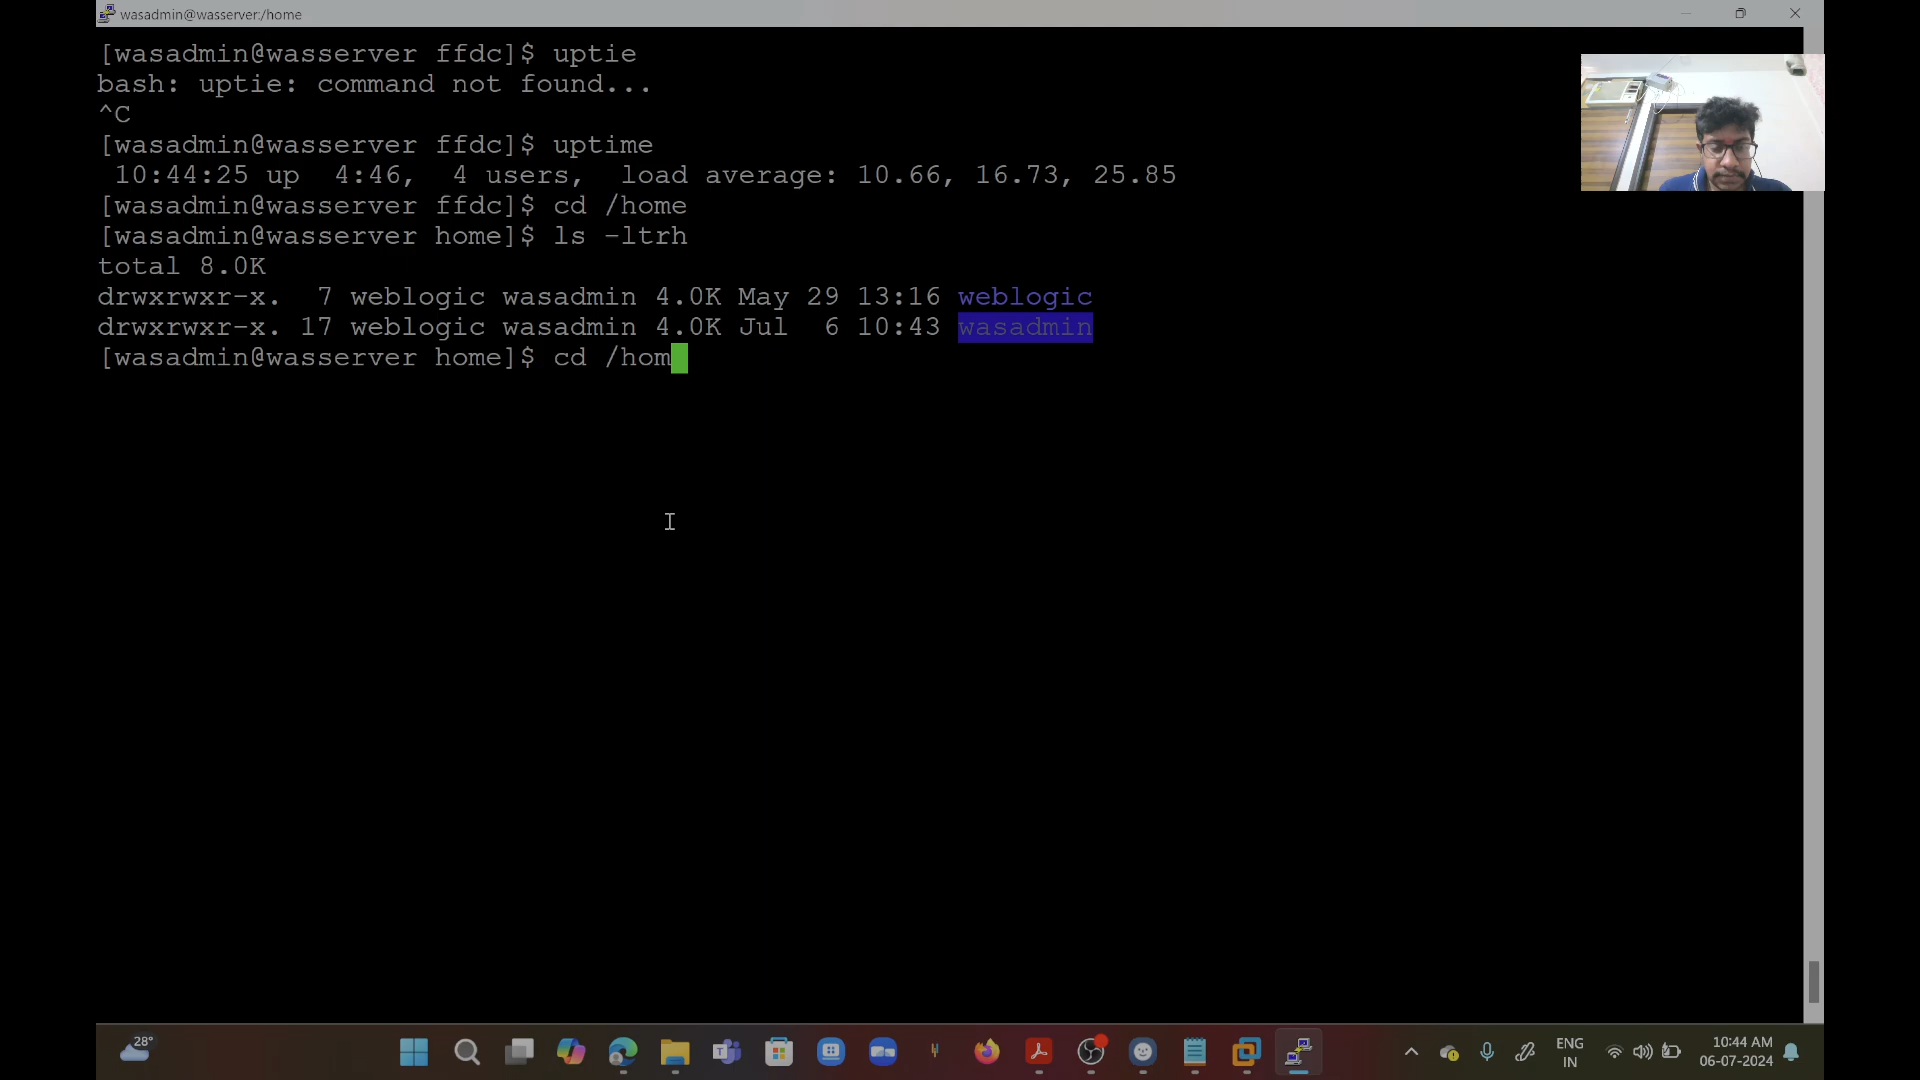 wasadmin@wasserver:/home
[wasadmin@wasserver ffdc]$ uptie
bash: uptie: command not found...
^C
[wasadmin@wasserver ffdc]$ uptime
 10:44:25 up  4:46,  4 users,  load average: 10.66, 16.73, 25.85
[wasadmin@wasserver ffdc]$ cd /home
[wasadmin@wasserver home]$ ls -ltrh
total 8.0K
drwxrwxr-x.  7 weblogic wasadmin 4.0K May 29 13:16 weblogic
drwxrwxr-x. 17 weblogic wasadmin 4.0K Jul  6 10:43 wasadmin
[wasadmin@wasserver home]$ cd /hom
28°
ENG
IN
10:44 AM
06-07-2024